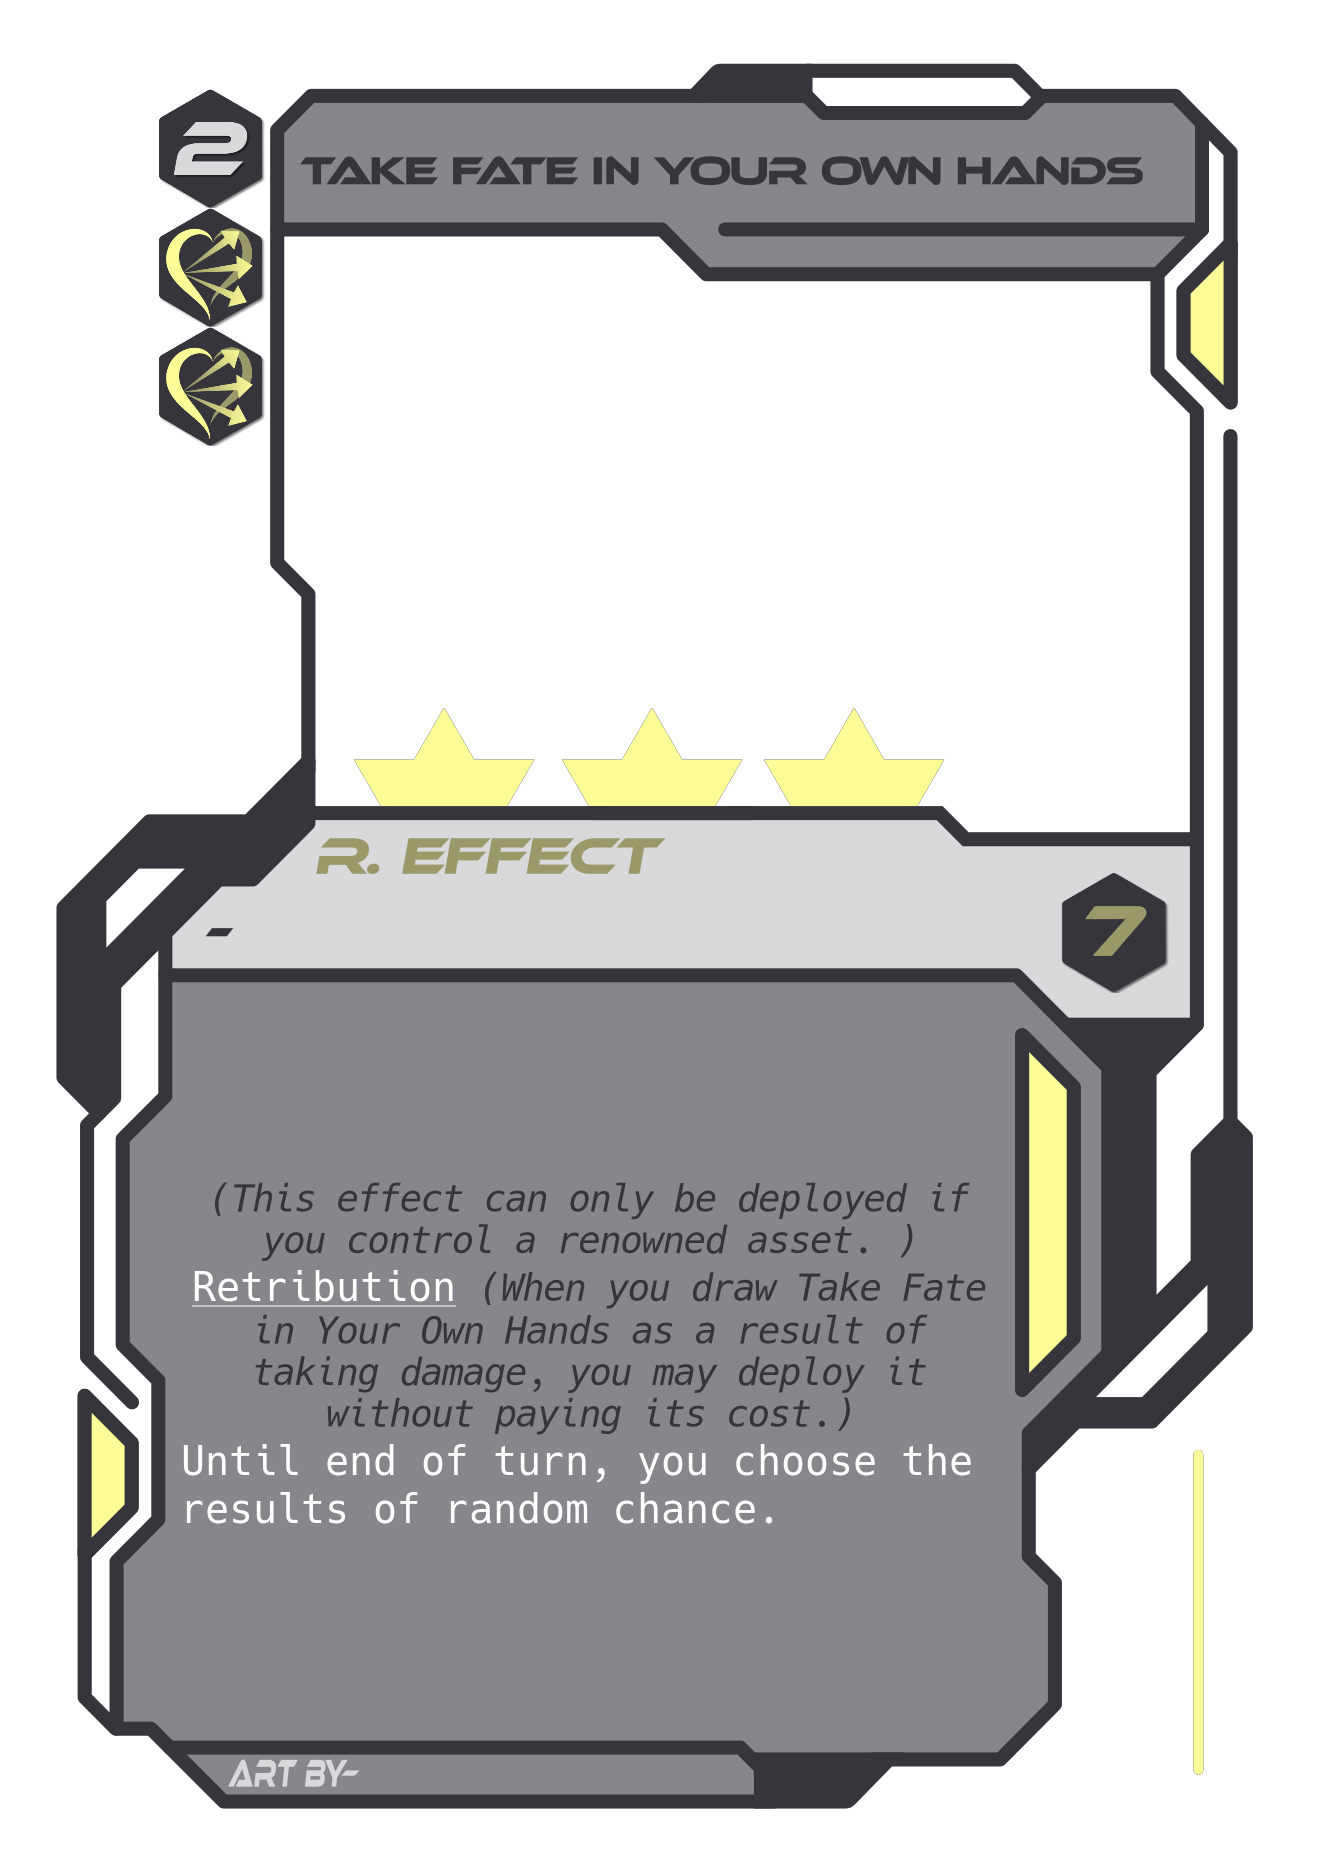 2
TAKE FATE IN YOUR OWN HANDS
R. EFFECT
-
7
(This effect can only be deployed if
you control a renowned asset. )
Retribution (When you draw Take Fate
in Your Own Hands as a result of
taking damage, you may deploy it
without paying its cost.)
Until end of turn, you choose the
results of random chance.
ART BY-